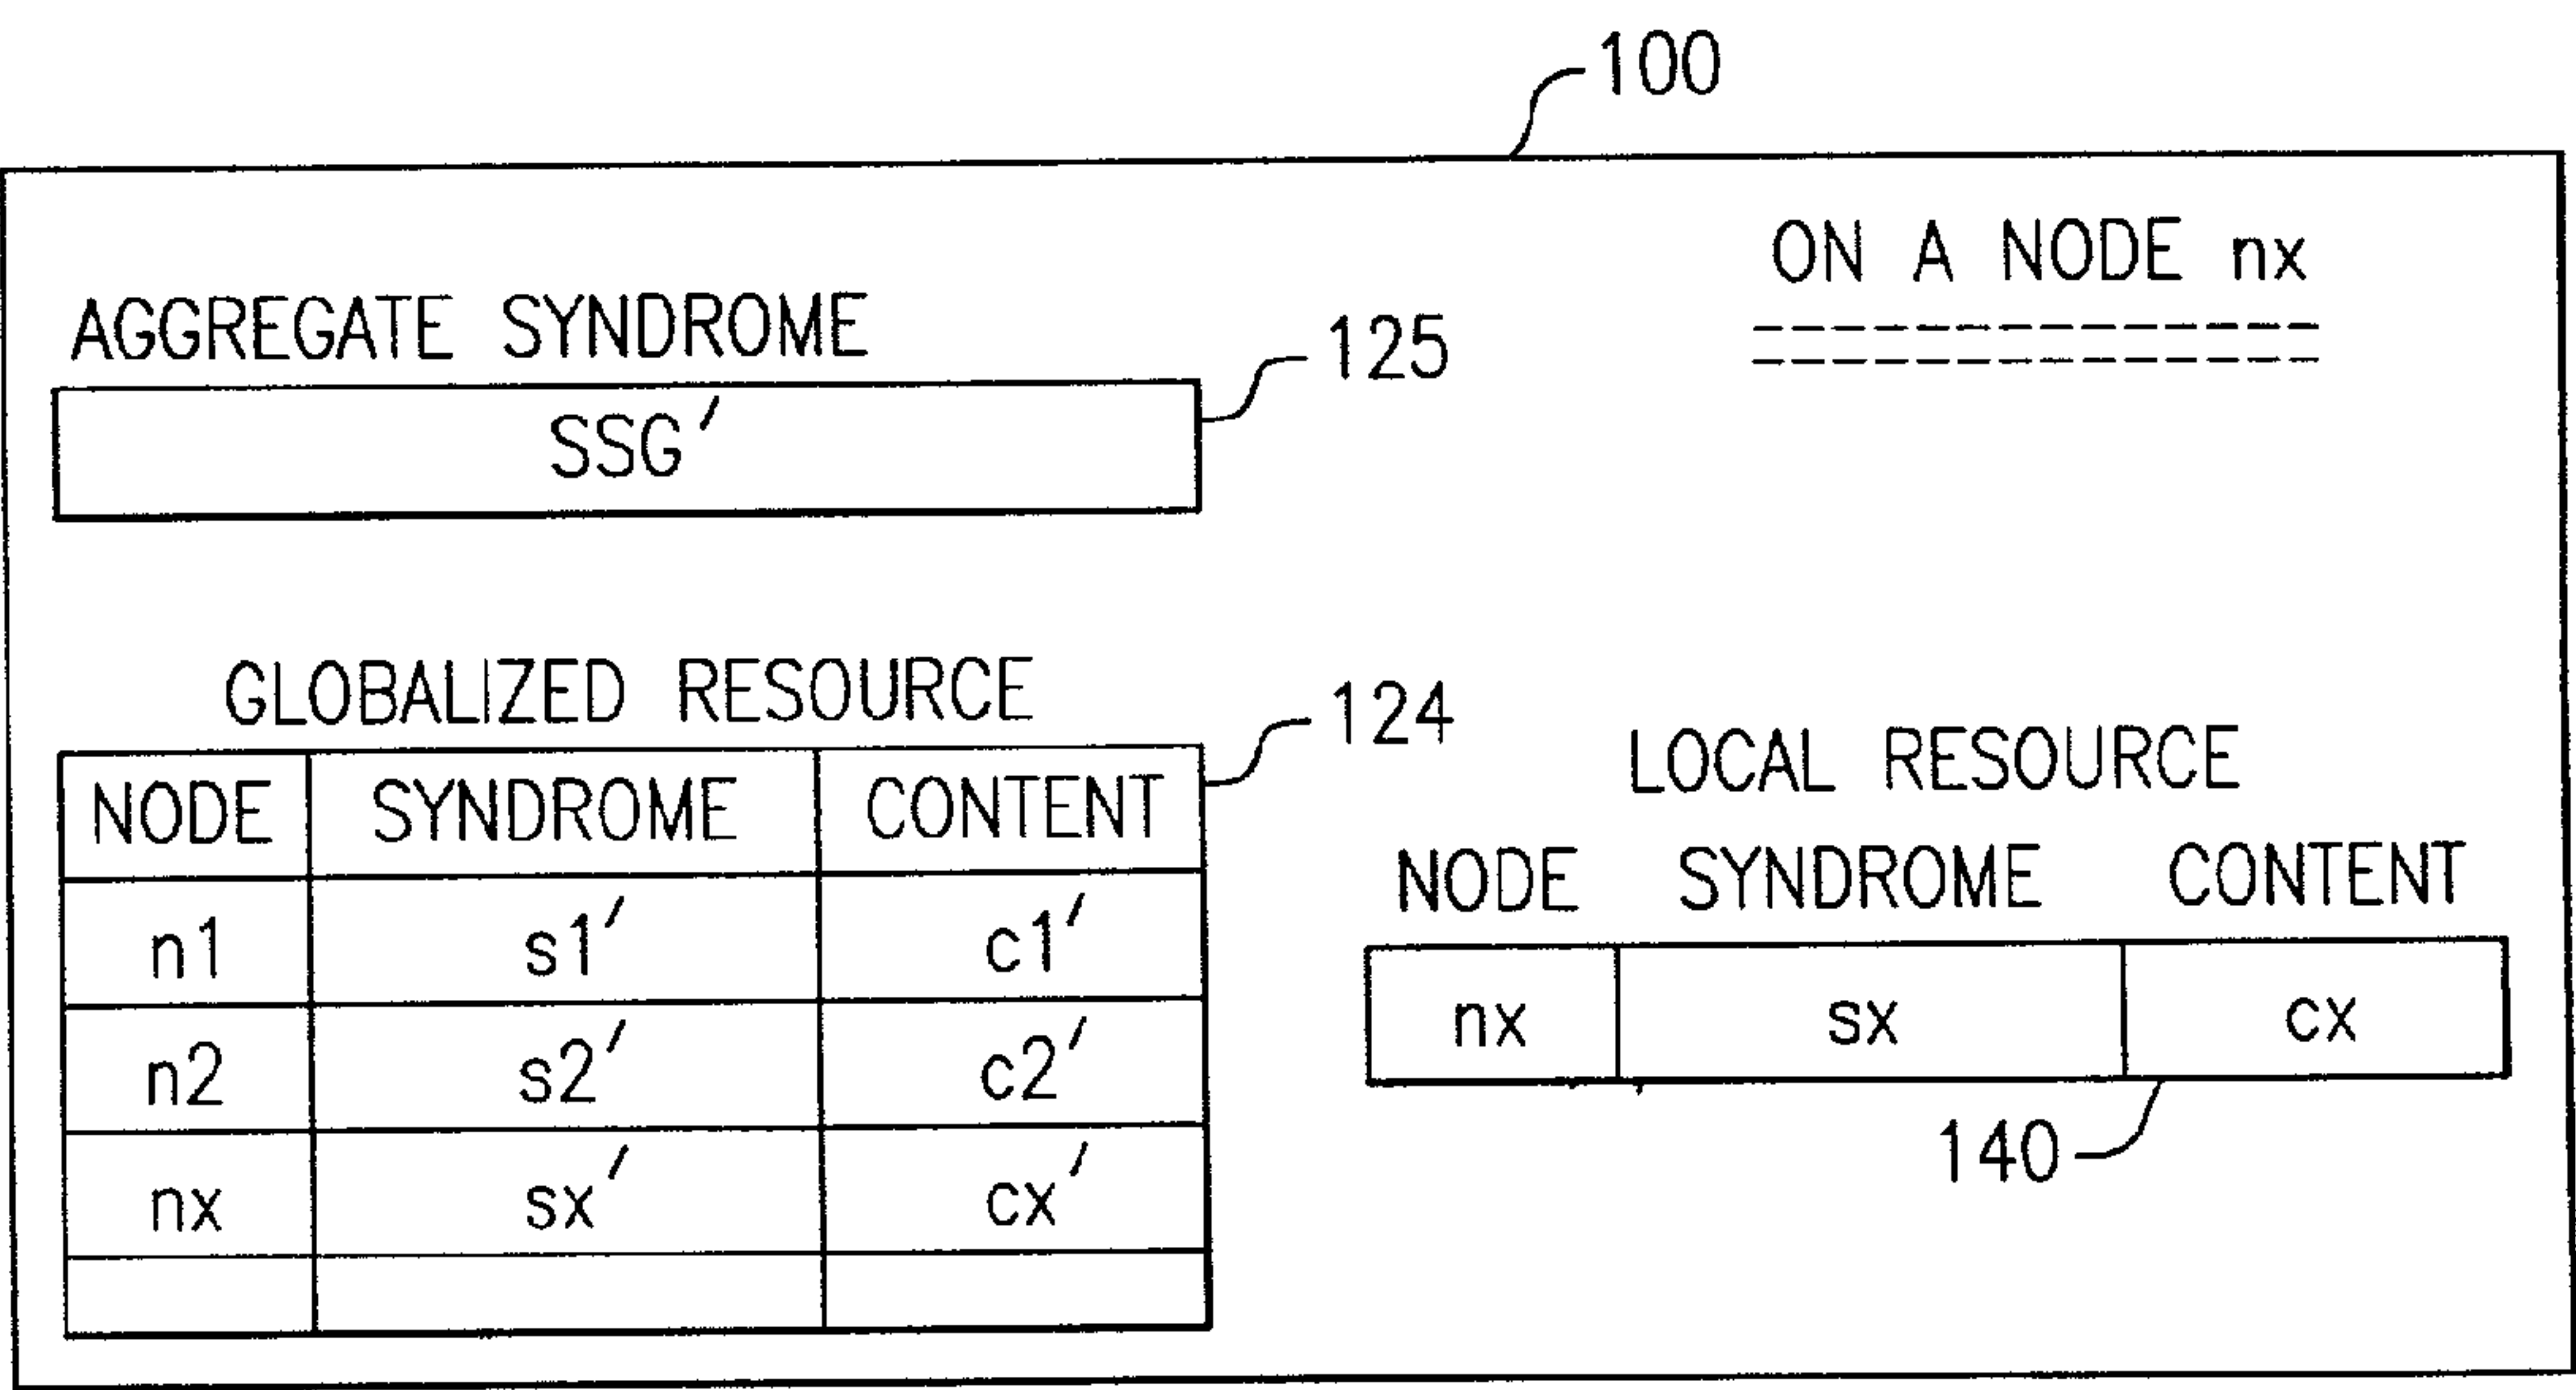 100
ON A NODE nx
AGGREGATE SYNDROME
125
SSG'
GLOBALIZED RESOURCE
124
NODE SYNDROME CONTENT
n1 s1' c1'
n2 s2' c2'
nx sx' cx'
LOCAL RESOURCE
NODE SYNDROME CONTENT
nx sx cx
140